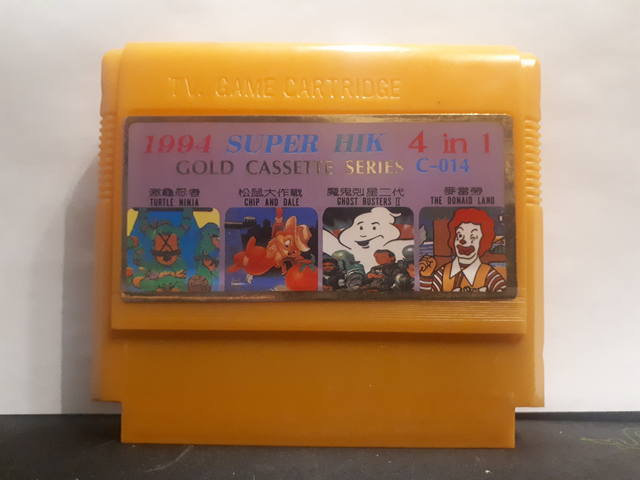 TV. GAME CARTRIDGE
1994 SUPER HIK 4 in 1
GOLD CASSETTE SERIES C-014
激龜忍者 松鼠大作戰 魔鬼剋星二代 麥當勞
TURTLE NINJA CHIP AND DALE GHOST BUSTERS II THE DONAID LAND